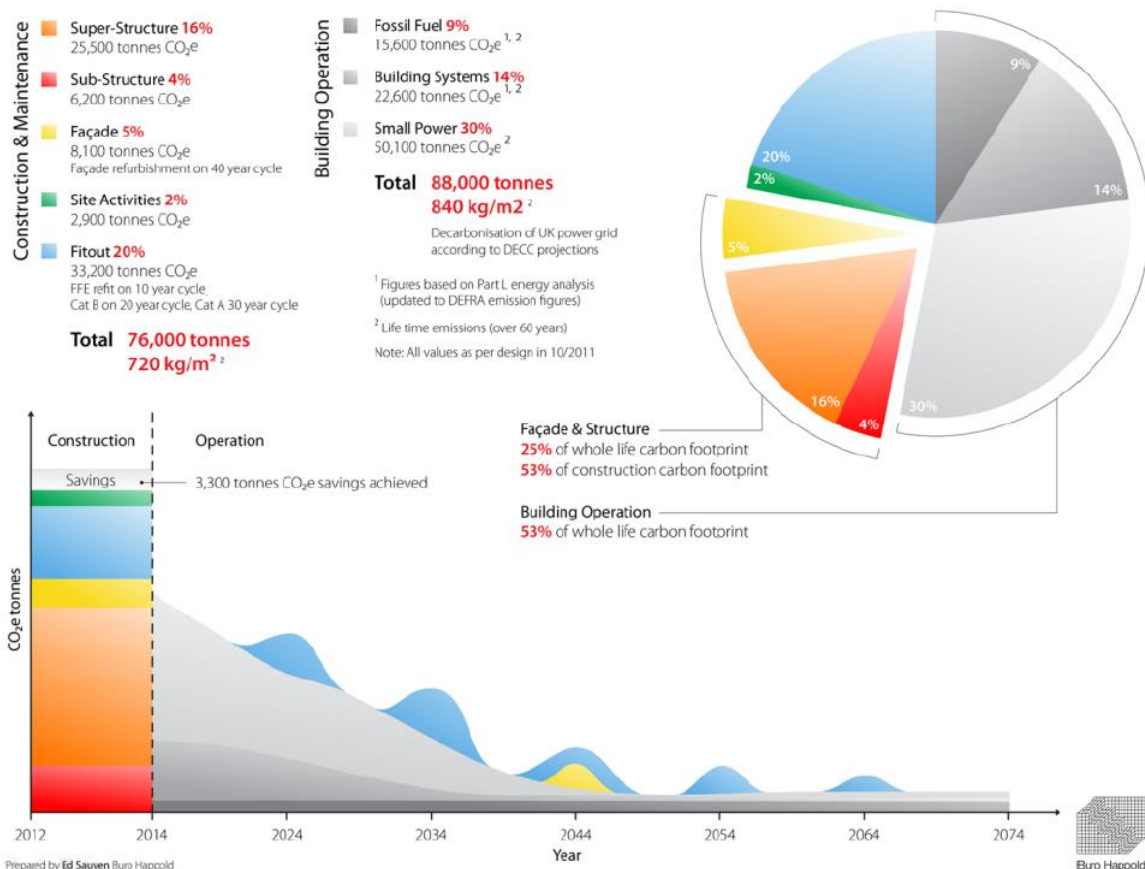 Construction & Maintenance
Super-Structure 16%
25,500 tonnes CO₂e
Sub-Structure 4%
6,200 tonnes CO₂e
Façade 5%
8,100 tonnes CO₂e
Façade refurbishment on 40 year cycle
Site Activities 2%
2,900 tonnes CO₂e
Fitout 20%
33,200 tonnes CO₂e
FFE refit on 10 year cycle,
Cat B on 20 year cycle, Cat A 30 year cycle
Total 76,000 tonnes
720 kg/m² ²
Building Operation
Fossil Fuel 9%
15,600 tonnes CO₂e ¹˒ ²
Building Systems 14%
22,600 tonnes CO₂e ¹˒ ²
Small Power 30%
50,100 tonnes CO₂e ²
Total 88,000 tonnes
840 kg/m2 ²
Decarbonisation of UK power grid
according to DECC projections
¹ Figures based on Part L energy analysis
(updated to DEFRA emission figures)
² Life time emissions (over 60 years)
Note: All values as per design in 10/2011
9%
14%
30%
4%
16%
5%
2%
20%
Façade & Structure
25% of whole life carbon footprint
53% of construction carbon footprint
Building Operation
53% of whole life carbon footprint
Construction
Operation
Savings
3,300 tonnes CO₂e savings achieved
CO₂e tonnes
2012 2014 2024 2034 2044 2054 2064 2074
Year
Prepared by Ed Sauven Buro Happold
Buro Happold